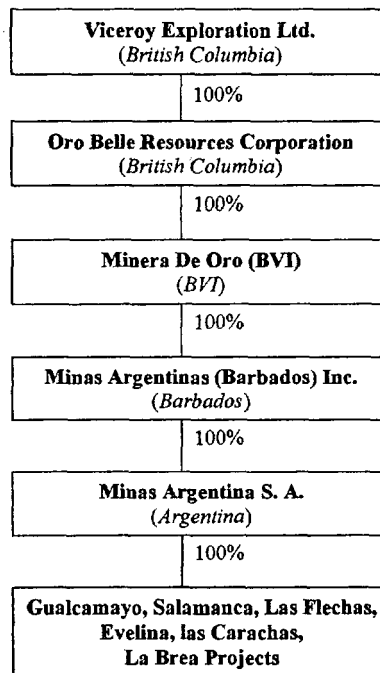 Viceroy Exploration Ltd.
(British Columbia)
100%
Oro Belle Resources Corporation
(British Columbia)
100%
Minera De Oro (BVI)
(BVI)
100%
Minas Argentinas (Barbados) Inc.
(Barbados)
100%
Minas Argentina S. A.
(Argentina)
100%
Gualcamayo, Salamanca, Las Flechas,
Evelina, las Carachas,
La Brea Projects